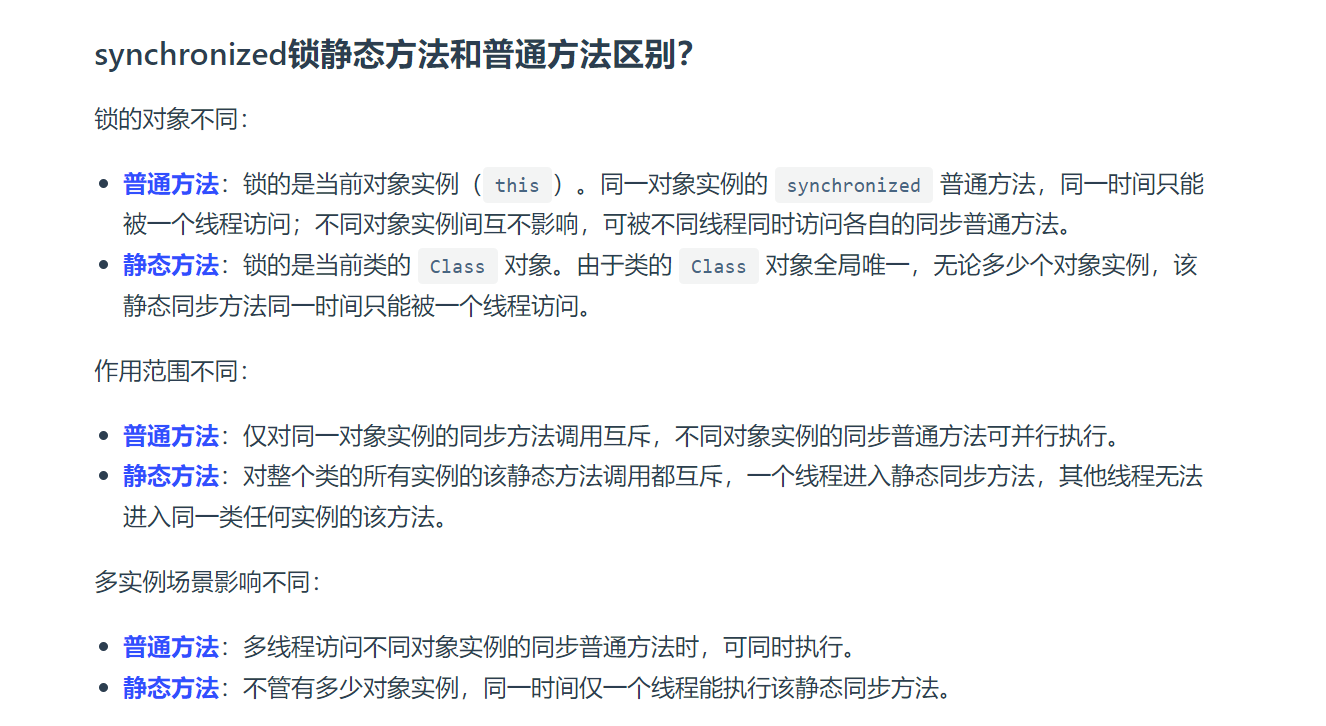 synchronized锁静态方法和普通方法区别？
锁的对象不同：
• 普通方法：锁的是当前对象实例（this）。同一对象实例的 synchronized 普通方法，同一时间只能
被一个线程访问；不同对象实例间互不影响，可被不同线程同时访问各自的同步普通方法。
• 静态方法：锁的是当前类的 Class 对象。由于类的 Class 对象全局唯一，无论多少个对象实例，该
静态同步方法同一时间只能被一个线程访问。
作用范围不同：
• 普通方法：仅对同一对象实例的同步方法调用互斥，不同对象实例的同步普通方法可并行执行。
• 静态方法：对整个类的所有实例的该静态方法调用都互斥，一个线程进入静态同步方法，其他线程无法
进入同一类任何实例的该方法。
多实例场景影响不同：
• 普通方法：多线程访问不同对象实例的同步普通方法时，可同时执行。
• 静态方法：不管有多少对象实例，同一时间仅一个线程能执行该静态同步方法。